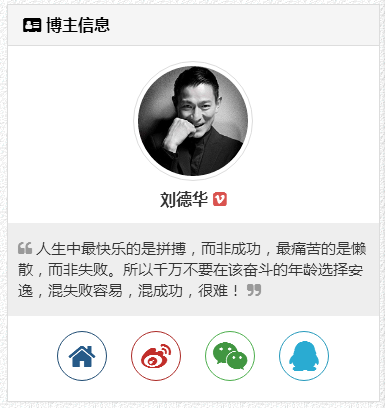 博主信息
刘德华
人生中最快乐的是拼搏，而非成功，最痛苦的是懒
散，而非失败。所以千万不要在该奋斗的年龄选择安
逸，混失败容易，混成功，很难！